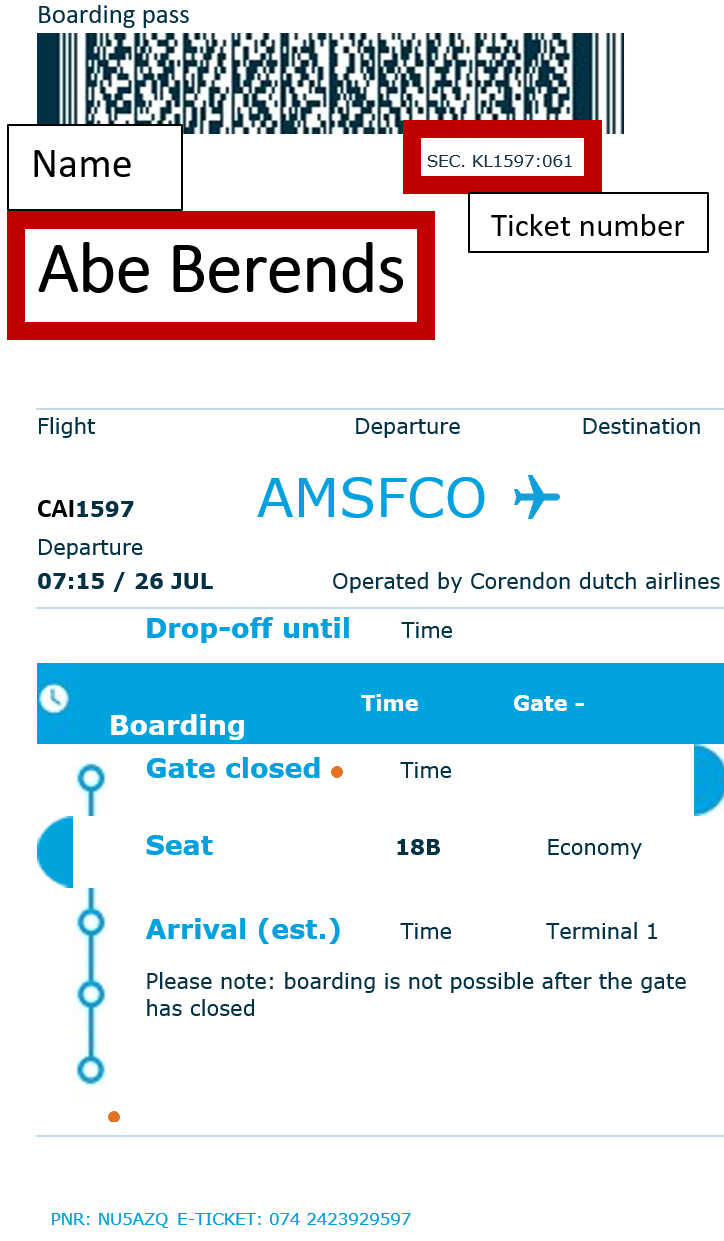 Boarding pass
Name
SEC. KL1597:061
Ticket number
Abe Berends
Flight Departure Destination
CAI1597 AMSFCO
Departure
07:15 / 26 JUL Operated by Corendon dutch airlines
Drop-off until Time
Boarding Time Gate -
Gate closed Time
Seat 18B Economy
Arrival (est.) Time Terminal 1
Please note: boarding is not possible after the gate
has closed
PNR: NU5AZQ E-TICKET: 074 2423929597